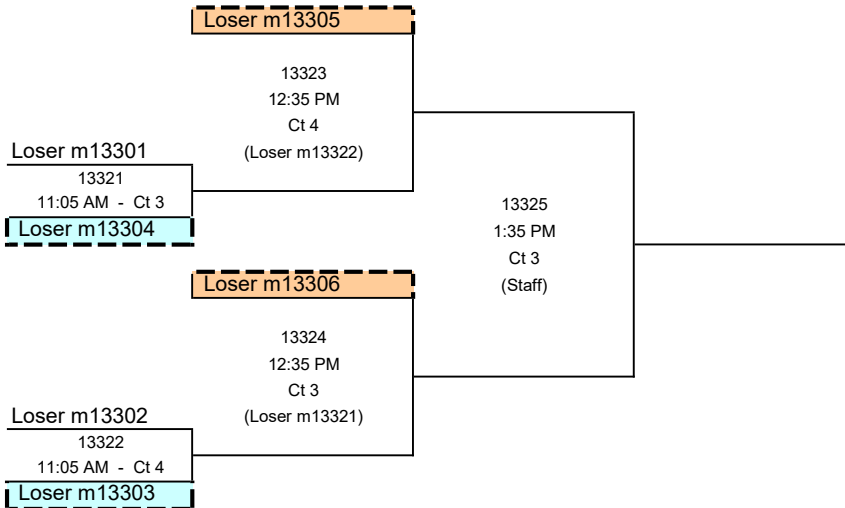 Loser m13305
13323
12:35 PM
Ct 4
(Loser m13322)
Loser m13301
13321
11:05 AM - Ct 3
Loser m13304
13325
1:35 PM
Ct 3
(Staff)
Loser m13306
13324
12:35 PM
Ct 3
(Loser m13321)
Loser m13302
13322
11:05 AM - Ct 4
Loser m13303